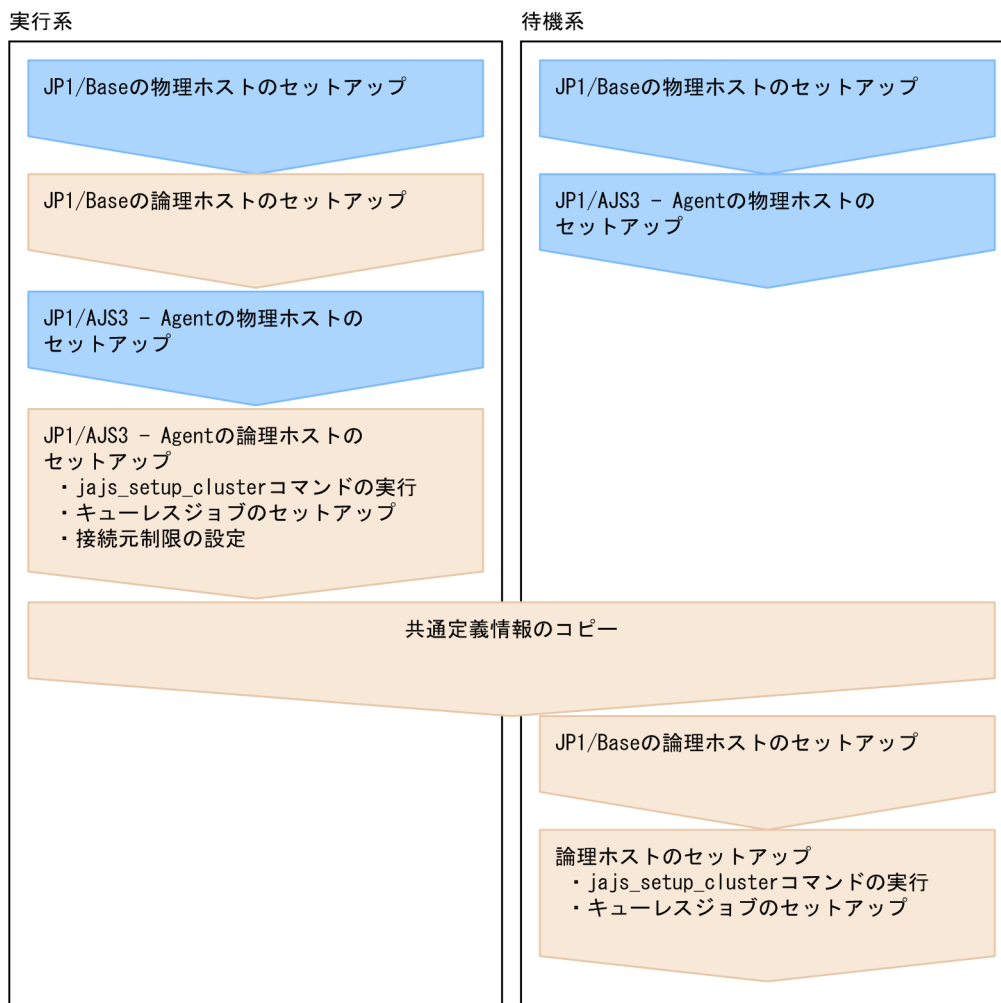 実行系
JP1/Baseの物理ホストのセットアップ
JP1/Baseの論理ホストのセットアップ
JP1/AJS3 - Agentの物理ホストの
セットアップ
JP1/AJS3 - Agentの論理ホストの
セットアップ
・jajs_setup_clusterコマンドの実行
・キューレスジョブのセットアップ
・接続元制限の設定
待機系
JP1/Baseの物理ホストのセットアップ
JP1/AJS3 - Agentの物理ホストの
セットアップ
共通定義情報のコピー
JP1/Baseの論理ホストのセットアップ
論理ホストのセットアップ
・jajs_setup_clusterコマンドの実行
・キューレスジョブのセットアップ